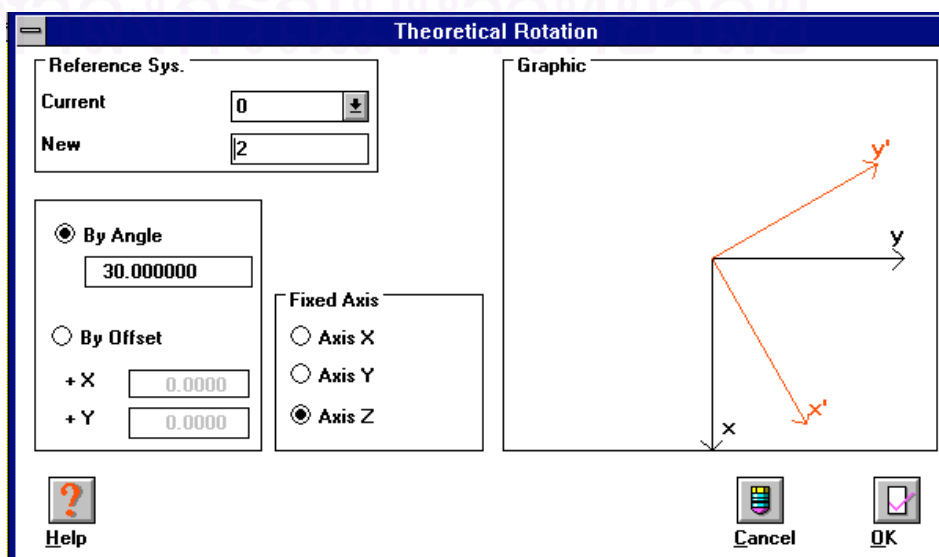 Theoretical Rotation
Reference Sys.
Current 0
New 2
By Angle
30.000000
By Offset
+ X 0.0000
+ Y 0.0000
Fixed Axis
Axis X
Axis Y
Axis Z
Graphic
y'
y
x'
x
Help
Cancel
OK